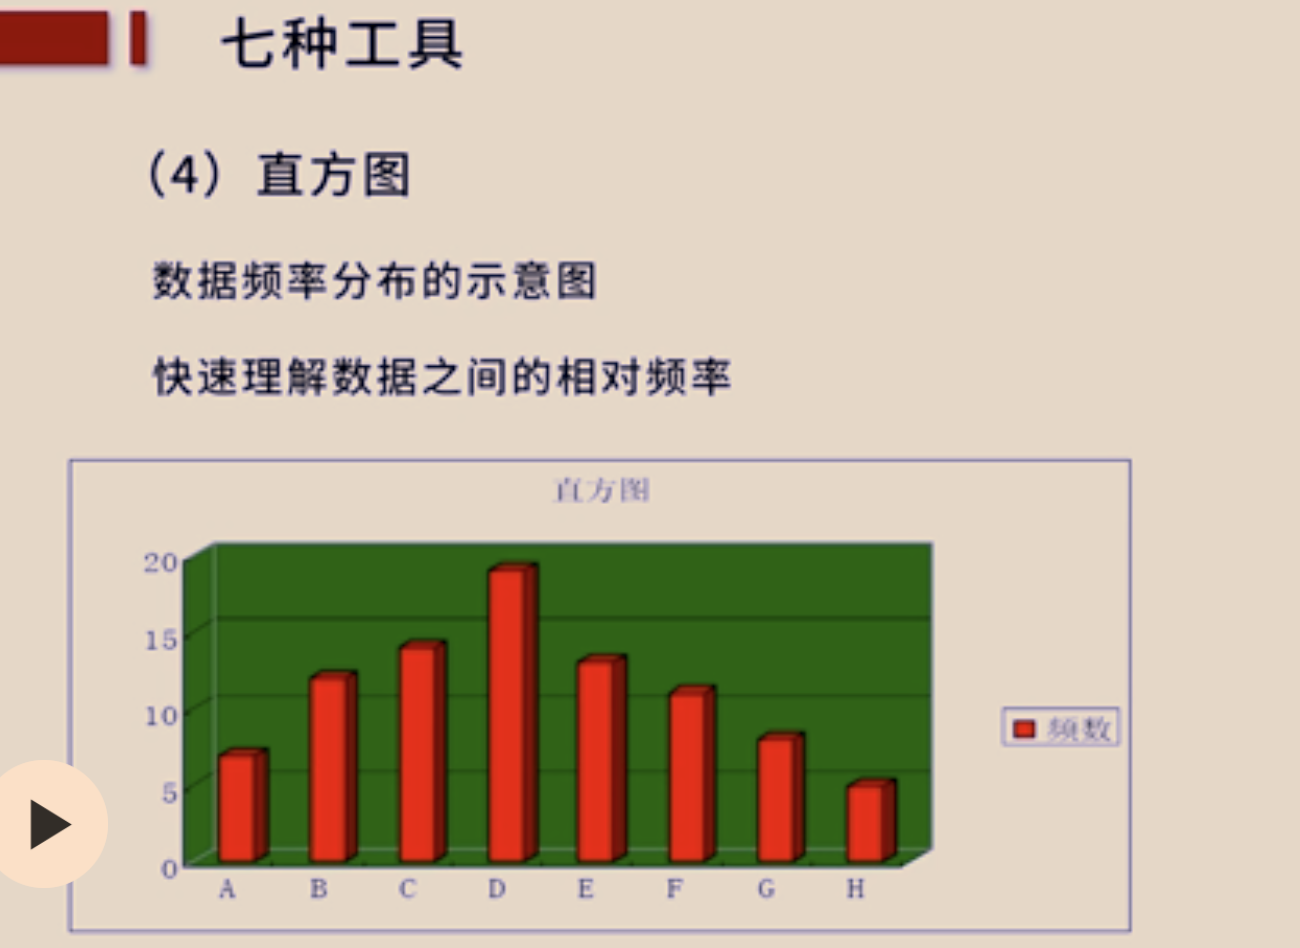 七种工具
（4）直方图
数据频率分布的示意图
快速理解数据之间的相对频率
直方图
20
15
10
5
0
A B C D E F G H
频数